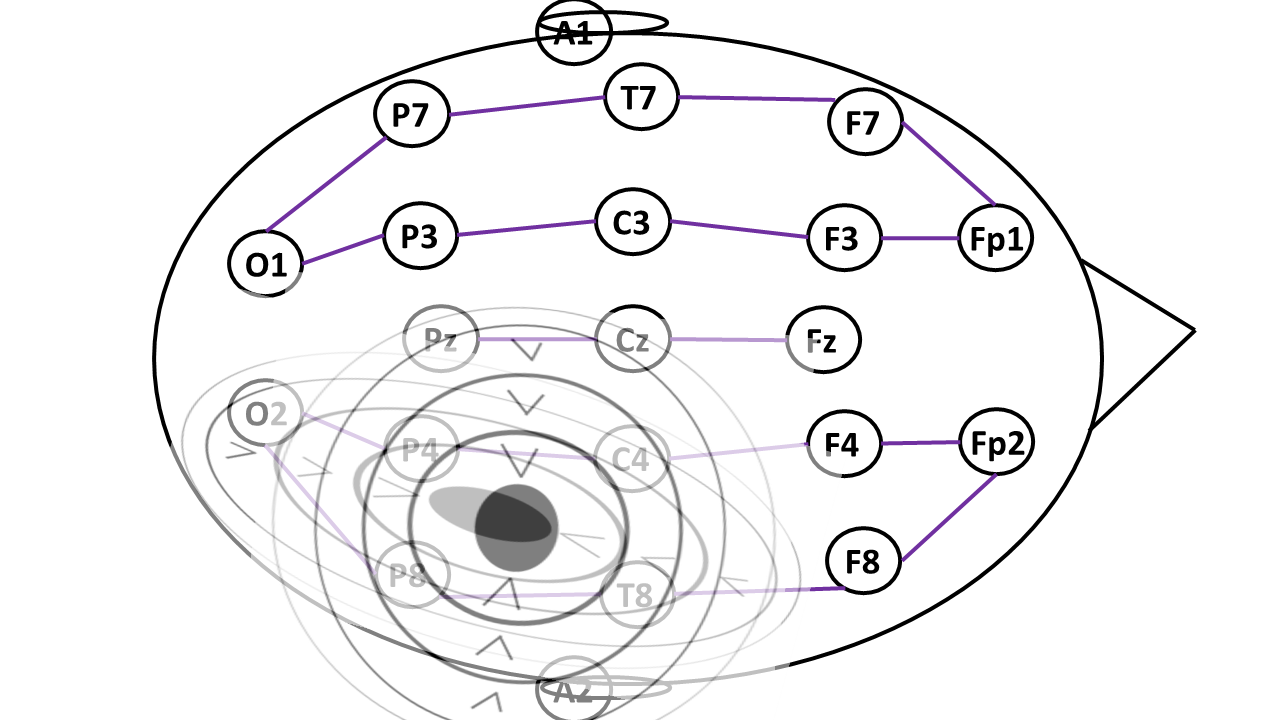 A1
P7 T7 F7
O1 P3 C3 F3 Fp1
Pz Cz Fz
O2 P4 C4 F4 Fp2
P8 T8 F8
A2